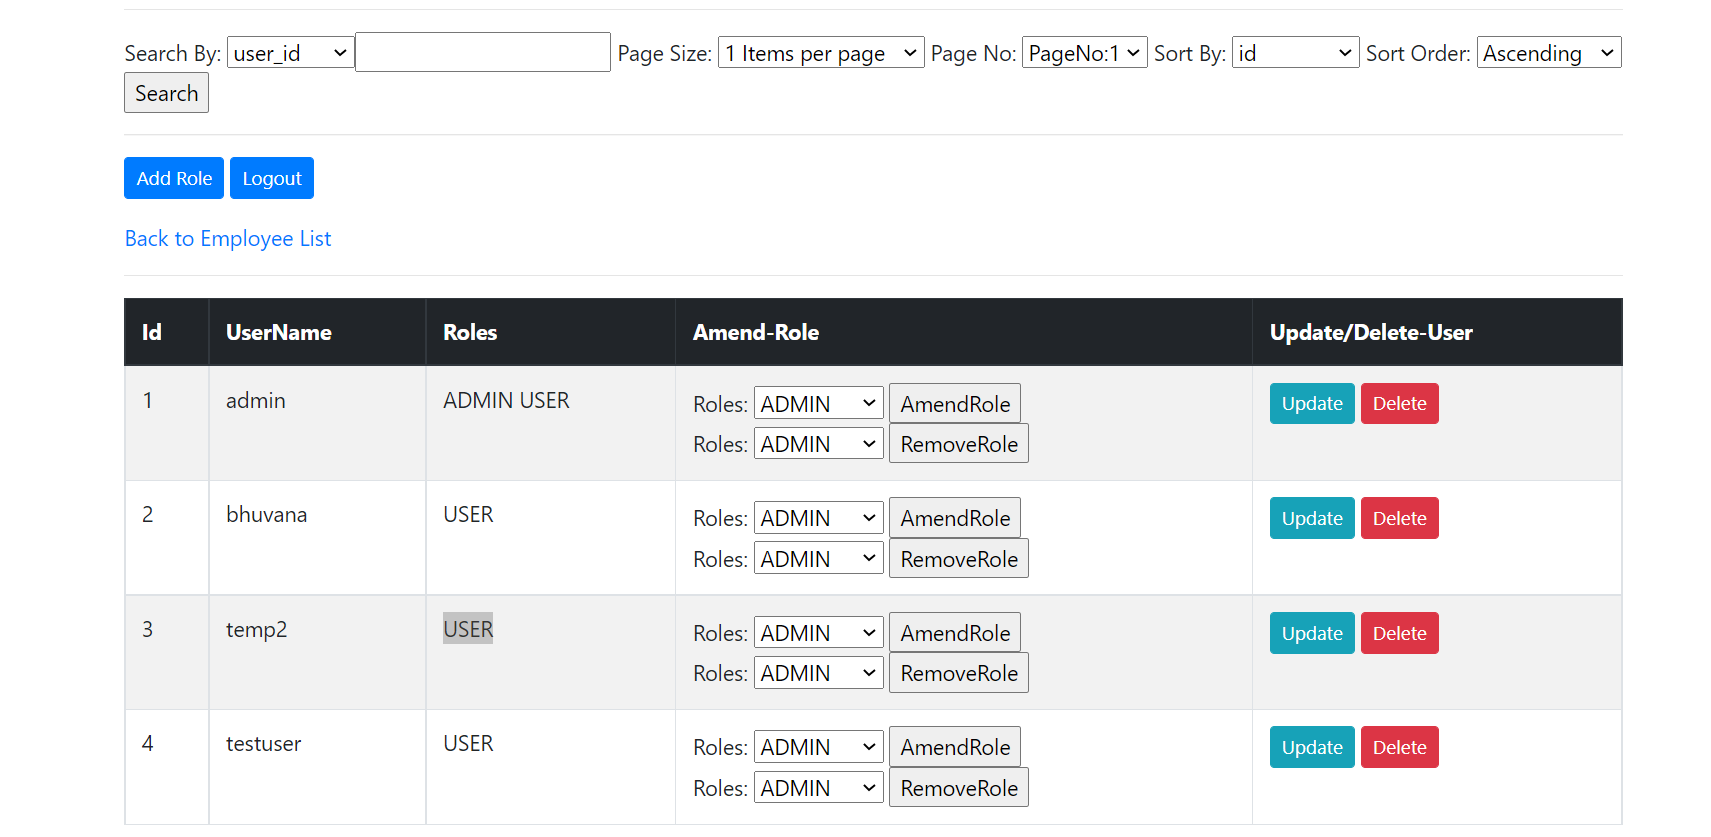 Search By: user_id Page Size: 1 Items per page Page No: PageNo:1 Sort By: id Sort Order: Ascending
Search
Add Role Logout
Back to Employee List
Id UserName Roles Amend-Role Update/Delete-User
1 admin ADMIN USER Roles: ADMIN AmendRole Update Delete
Roles: ADMIN RemoveRole
2 bhuvana USER Roles: ADMIN AmendRole Update Delete
Roles: ADMIN RemoveRole
3 temp2 USER Roles: ADMIN AmendRole Update Delete
Roles: ADMIN RemoveRole
4 testuser USER Roles: ADMIN AmendRole Update Delete
Roles: ADMIN RemoveRole